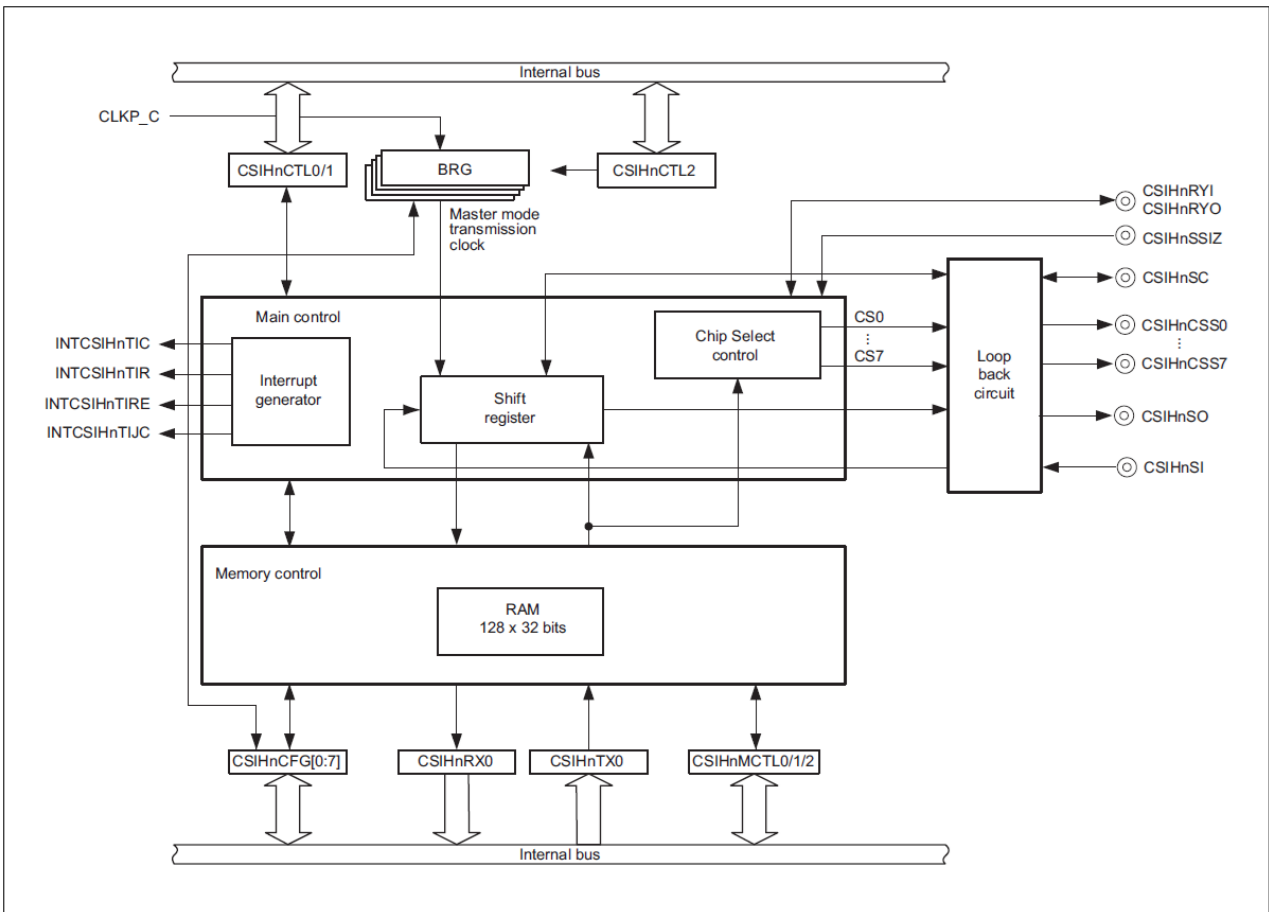 Internal bus
CLKP_C
CSIHnCTL0/1
BRG
CSIHnCTL2
Master mode
transmission
clock
CSIHnRYI
CSIHnRYO
CSIHnSSIZ
CSIHnSC
Main control
CS0
CSIHnCSS0
Chip Select
control
INTCSIHnTIC
CS7
Loop
back
circuit
CSIHnCSS7
INTCSIHnTIR
Interrupt
generator
Shift
register
INTCSIHnTIRE
CSIHnSO
INTCSIHnTIJC
CSIHnSI
Memory control
RAM
128 x 32 bits
CSIHnCFG[0:7]
CSIHnRX0
CSIHnTX0
CSIHnMCTL0/1/2
Internal bus